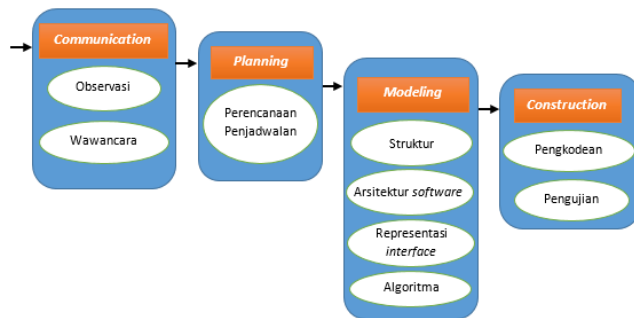 Communication
Observasi
Wawancara
Planning
Perencanaan
Penjadwalan
Modeling
Struktur
Arsitektur software
Representasi
interface
Algoritma
Construction
Pengkodean
Pengujian